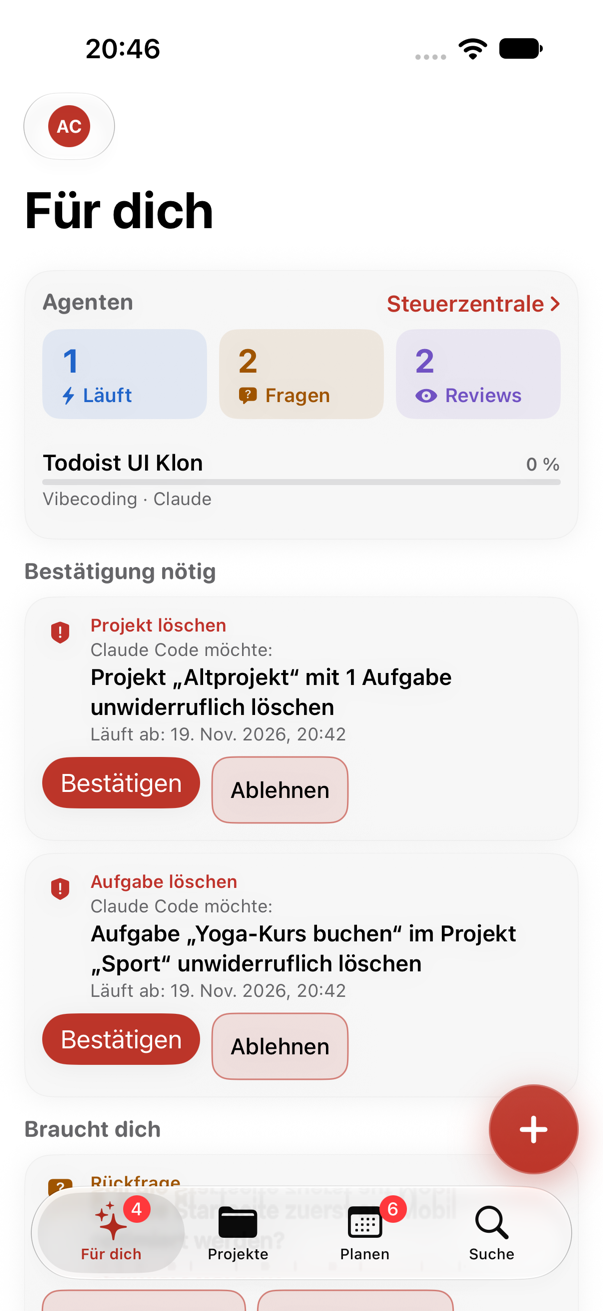 20:46
AC
Für dich
Agenten
Steuerzentrale
1
Läuft
2
Fragen
2
Reviews
Todoist UI Klon
0 %
Vibecoding · Claude
Bestätigung nötig
Projekt löschen
Claude Code möchte:
Projekt „Altprojekt“ mit 1 Aufgabe
unwiderruflich löschen
Läuft ab: 19. Nov. 2026, 20:42
Bestätigen
Ablehnen
Aufgabe löschen
Claude Code möchte:
Aufgabe „Yoga-Kurs buchen“ im Projekt
„Sport“ unwiderruflich löschen
Läuft ab: 19. Nov. 2026, 20:42
Bestätigen
Ablehnen
Braucht dich
Rückfrage
4
Für dich
Projekte
6
Planen
Suche